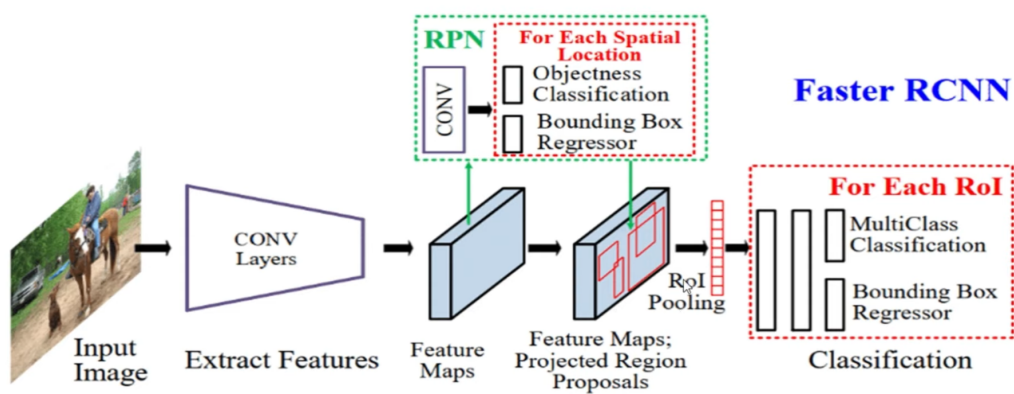 RPN
For Each Spatial
Location
CONV
Objectness
Classification
Bounding Box
Regressor
Faster RCNN
For Each RoI
MultiClass
Classification
Bounding Box
Regressor
CONV
Layers
RoI
Pooling
Input
Image
Extract Features
Feature
Maps
Feature Maps;
Projected Region
Proposals
Classification